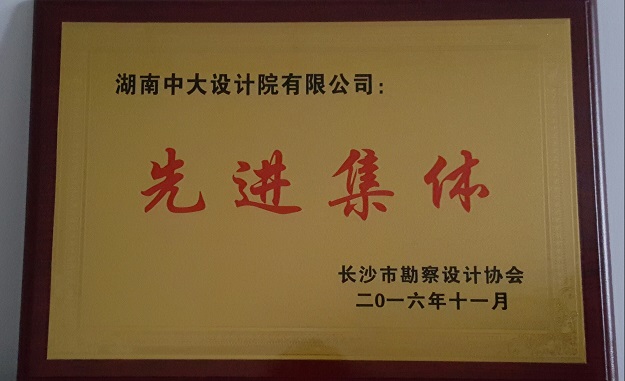 湖南中大设计院有限公司：
先进集体
长沙市勘察设计协会
二0一六年十一月